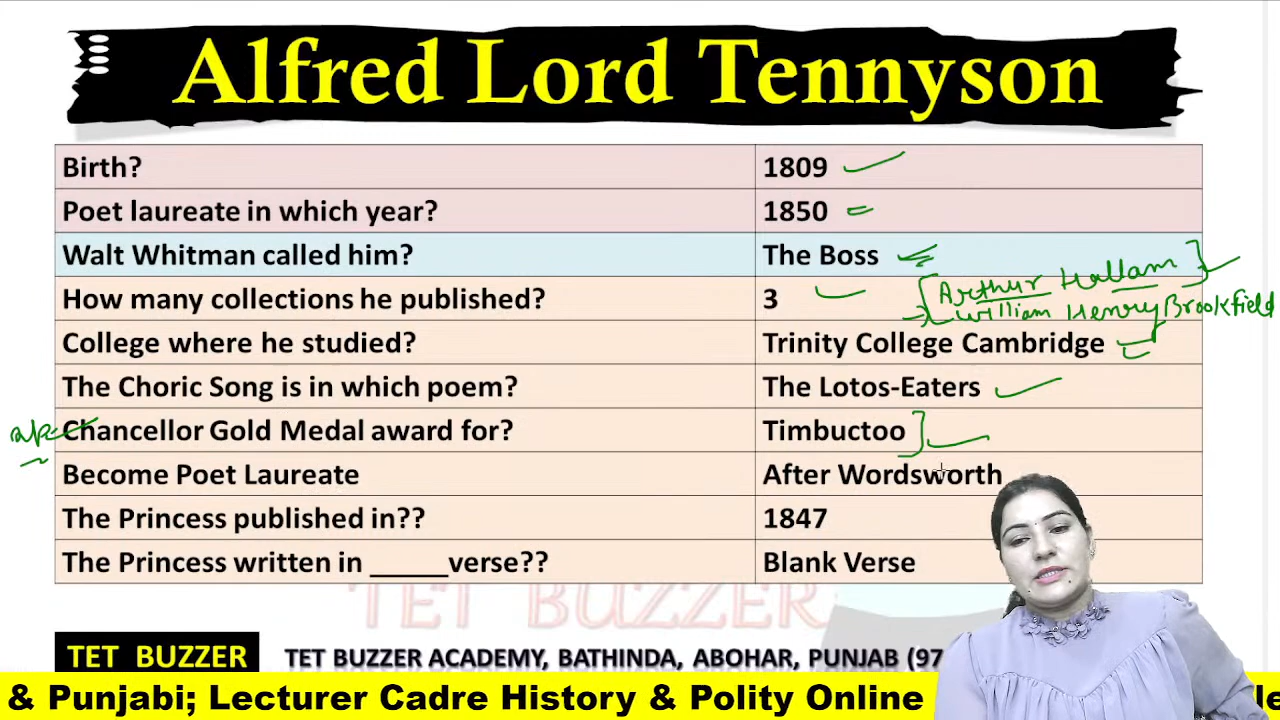 Alfred Lord Tennyson
Birth? 1809
Poet laureate in which year? 1850
Walt Whitman called him? The Boss
Arthur Hallam
How many collections he published? 3
William Henry Brookfield
College where he studied? Trinity College Cambridge
The Choric Song is in which poem? The Lotos-Eaters
Chancellor Gold Medal award for? Timbuctoo
Become Poet Laureate After Wordsworth
The Princess published in?? 1847
The Princess written in _____verse?? Blank Verse
TET BUZZER
TET BUZZER TET BUZZER ACADEMY, BATHINDA, ABOHAR, PUNJAB (97
& Punjabi; Lecturer Cadre History & Polity Online